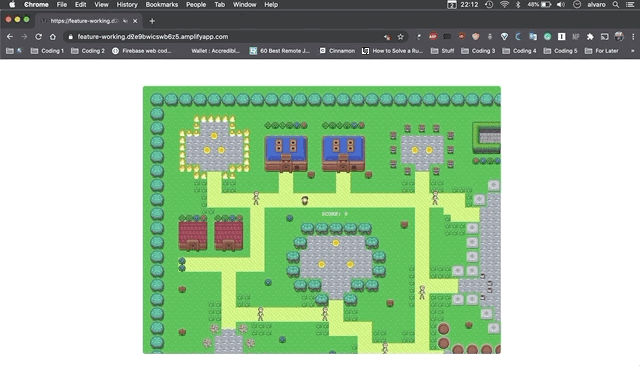 Chrome File Edit View History Bookmarks People Tab Window Help 22:12 48% alvaro
https://feature-working.d2
feature-working.d2e9bwicswb6z5.amplifyapp.com
Coding 1 Coding 2 Firebase web cod... Wallet : Accredibl... 60 Best Remote J... Cinnamon How to Solve a Ru... Stuff Coding 3 Coding 4 Coding 5 For Later
SCORE: 0